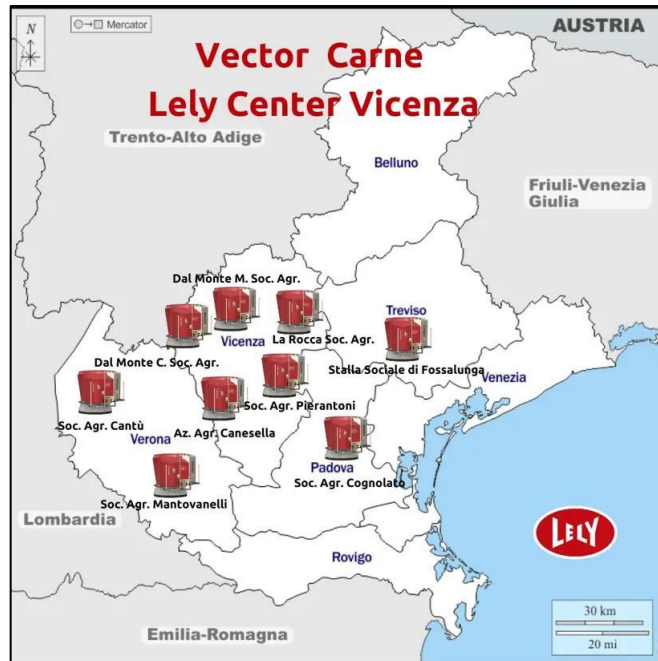 N
Mercator
AUSTRIA
Vector Carne
Lely Center Vicenza
Trento-Alto Adige
Belluno
Friuli-Venezia
Giulia
Dal Monte M. Soc. Agr.
Treviso
Vicenza
La Rocca Soc. Agr.
Dal Monte C. Soc. Agr.
Stalla Sociale di Fossalunga
Venezia
Soc. Agr. Pierantoni
Soc. Agr. Cantù
Az. Agr. Canesella
Verona
Padova
Soc. Agr. Cognolato
Soc. Agr. Mantovanelli
Lombardia
LELY
Rovigo
30 km
20 mi
Emilia-Romagna